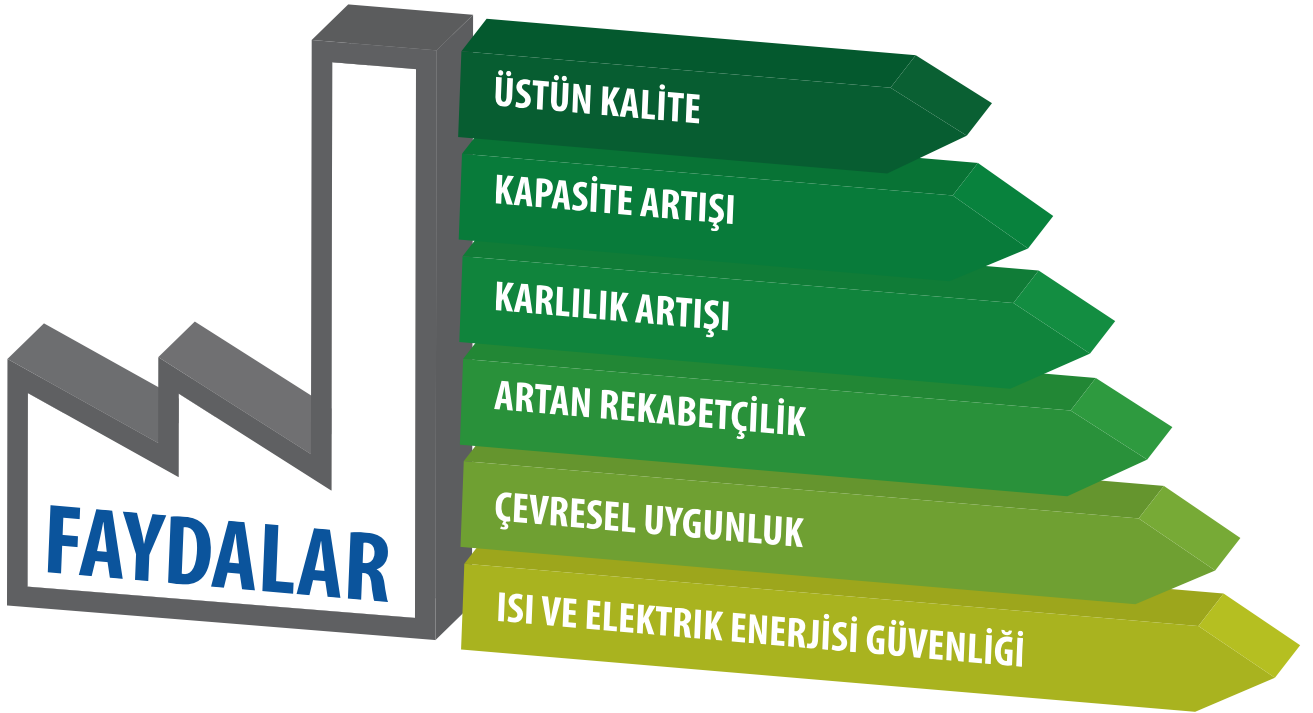 ÜSTÜN KALİTE
KAPASİTE ARTIŞI
KARLILIK ARTIŞI
ARTAN REKABETÇİLİK
ÇEVRESEL UYGUNLUK
ISI VE ELEKTRIK ENERJİSİ GÜVENLİĞİ
FAYDALAR